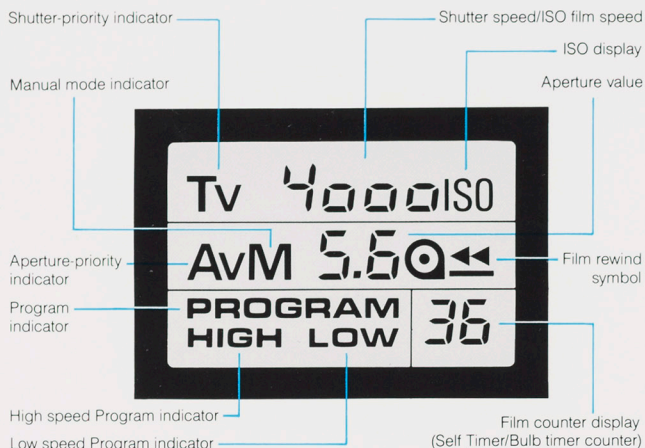 Shutter-priority indicator
Shutter speed/ISO film speed
ISO display
Manual mode indicator
Aperture value
Tv 4000 ISO
AvM 5.6
Aperture-priority
indicator
Film rewind
symbol
Program
indicator
PROGRAM
HIGH LOW
36
High speed Program indicator
Film counter display
Low speed Program indicator
(Self Timer/Bulb timer counter)